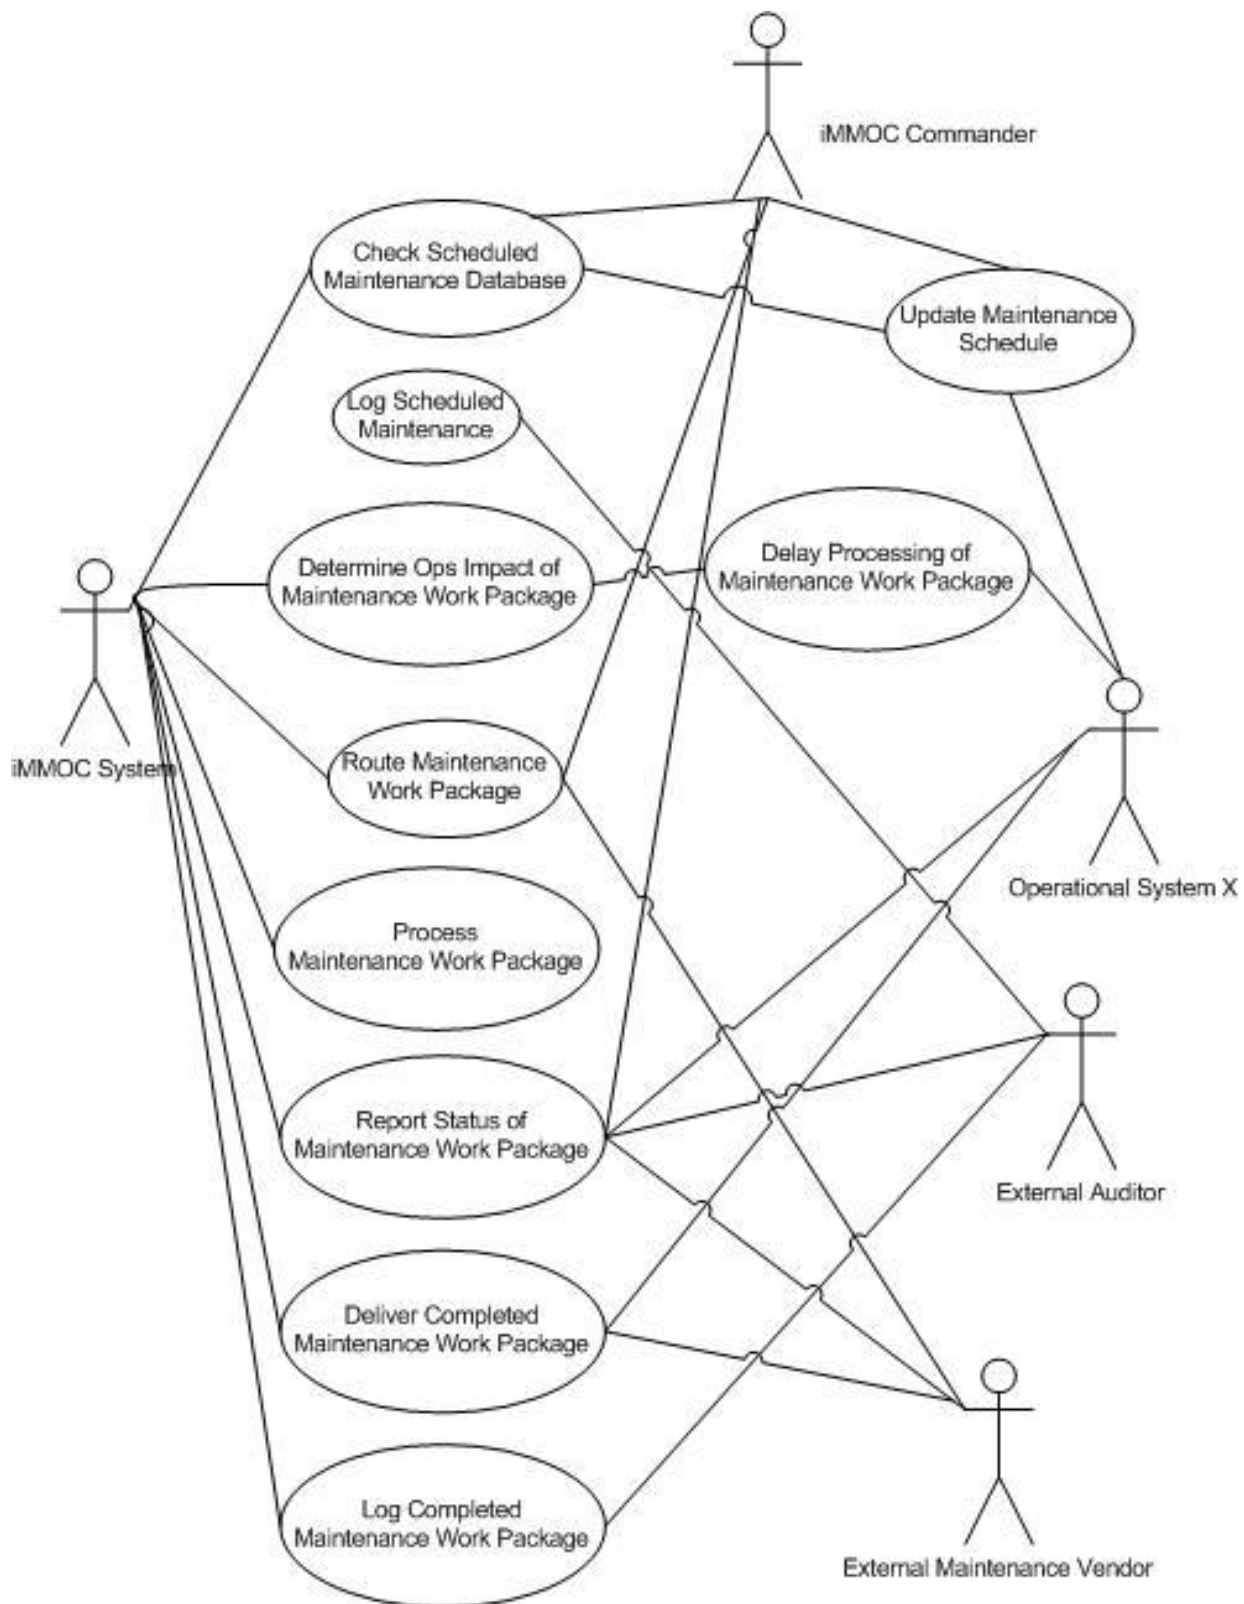 iMMOC Commander
Check Scheduled
Maintenance Database
Update Maintenance
Schedule
Log Scheduled
Maintenance
Determine Ops Impact of
Maintenance Work Package
Delay Processing of
Maintenance Work Package
iMMOC System
Route Maintenance
Work Package
Operational System X
Process
Maintenance Work Package
Report Status of
Maintenance Work Package
External Auditor
Deliver Completed
Maintenance Work Package
Log Completed
Maintenance Work Package
External Maintenance Vendor